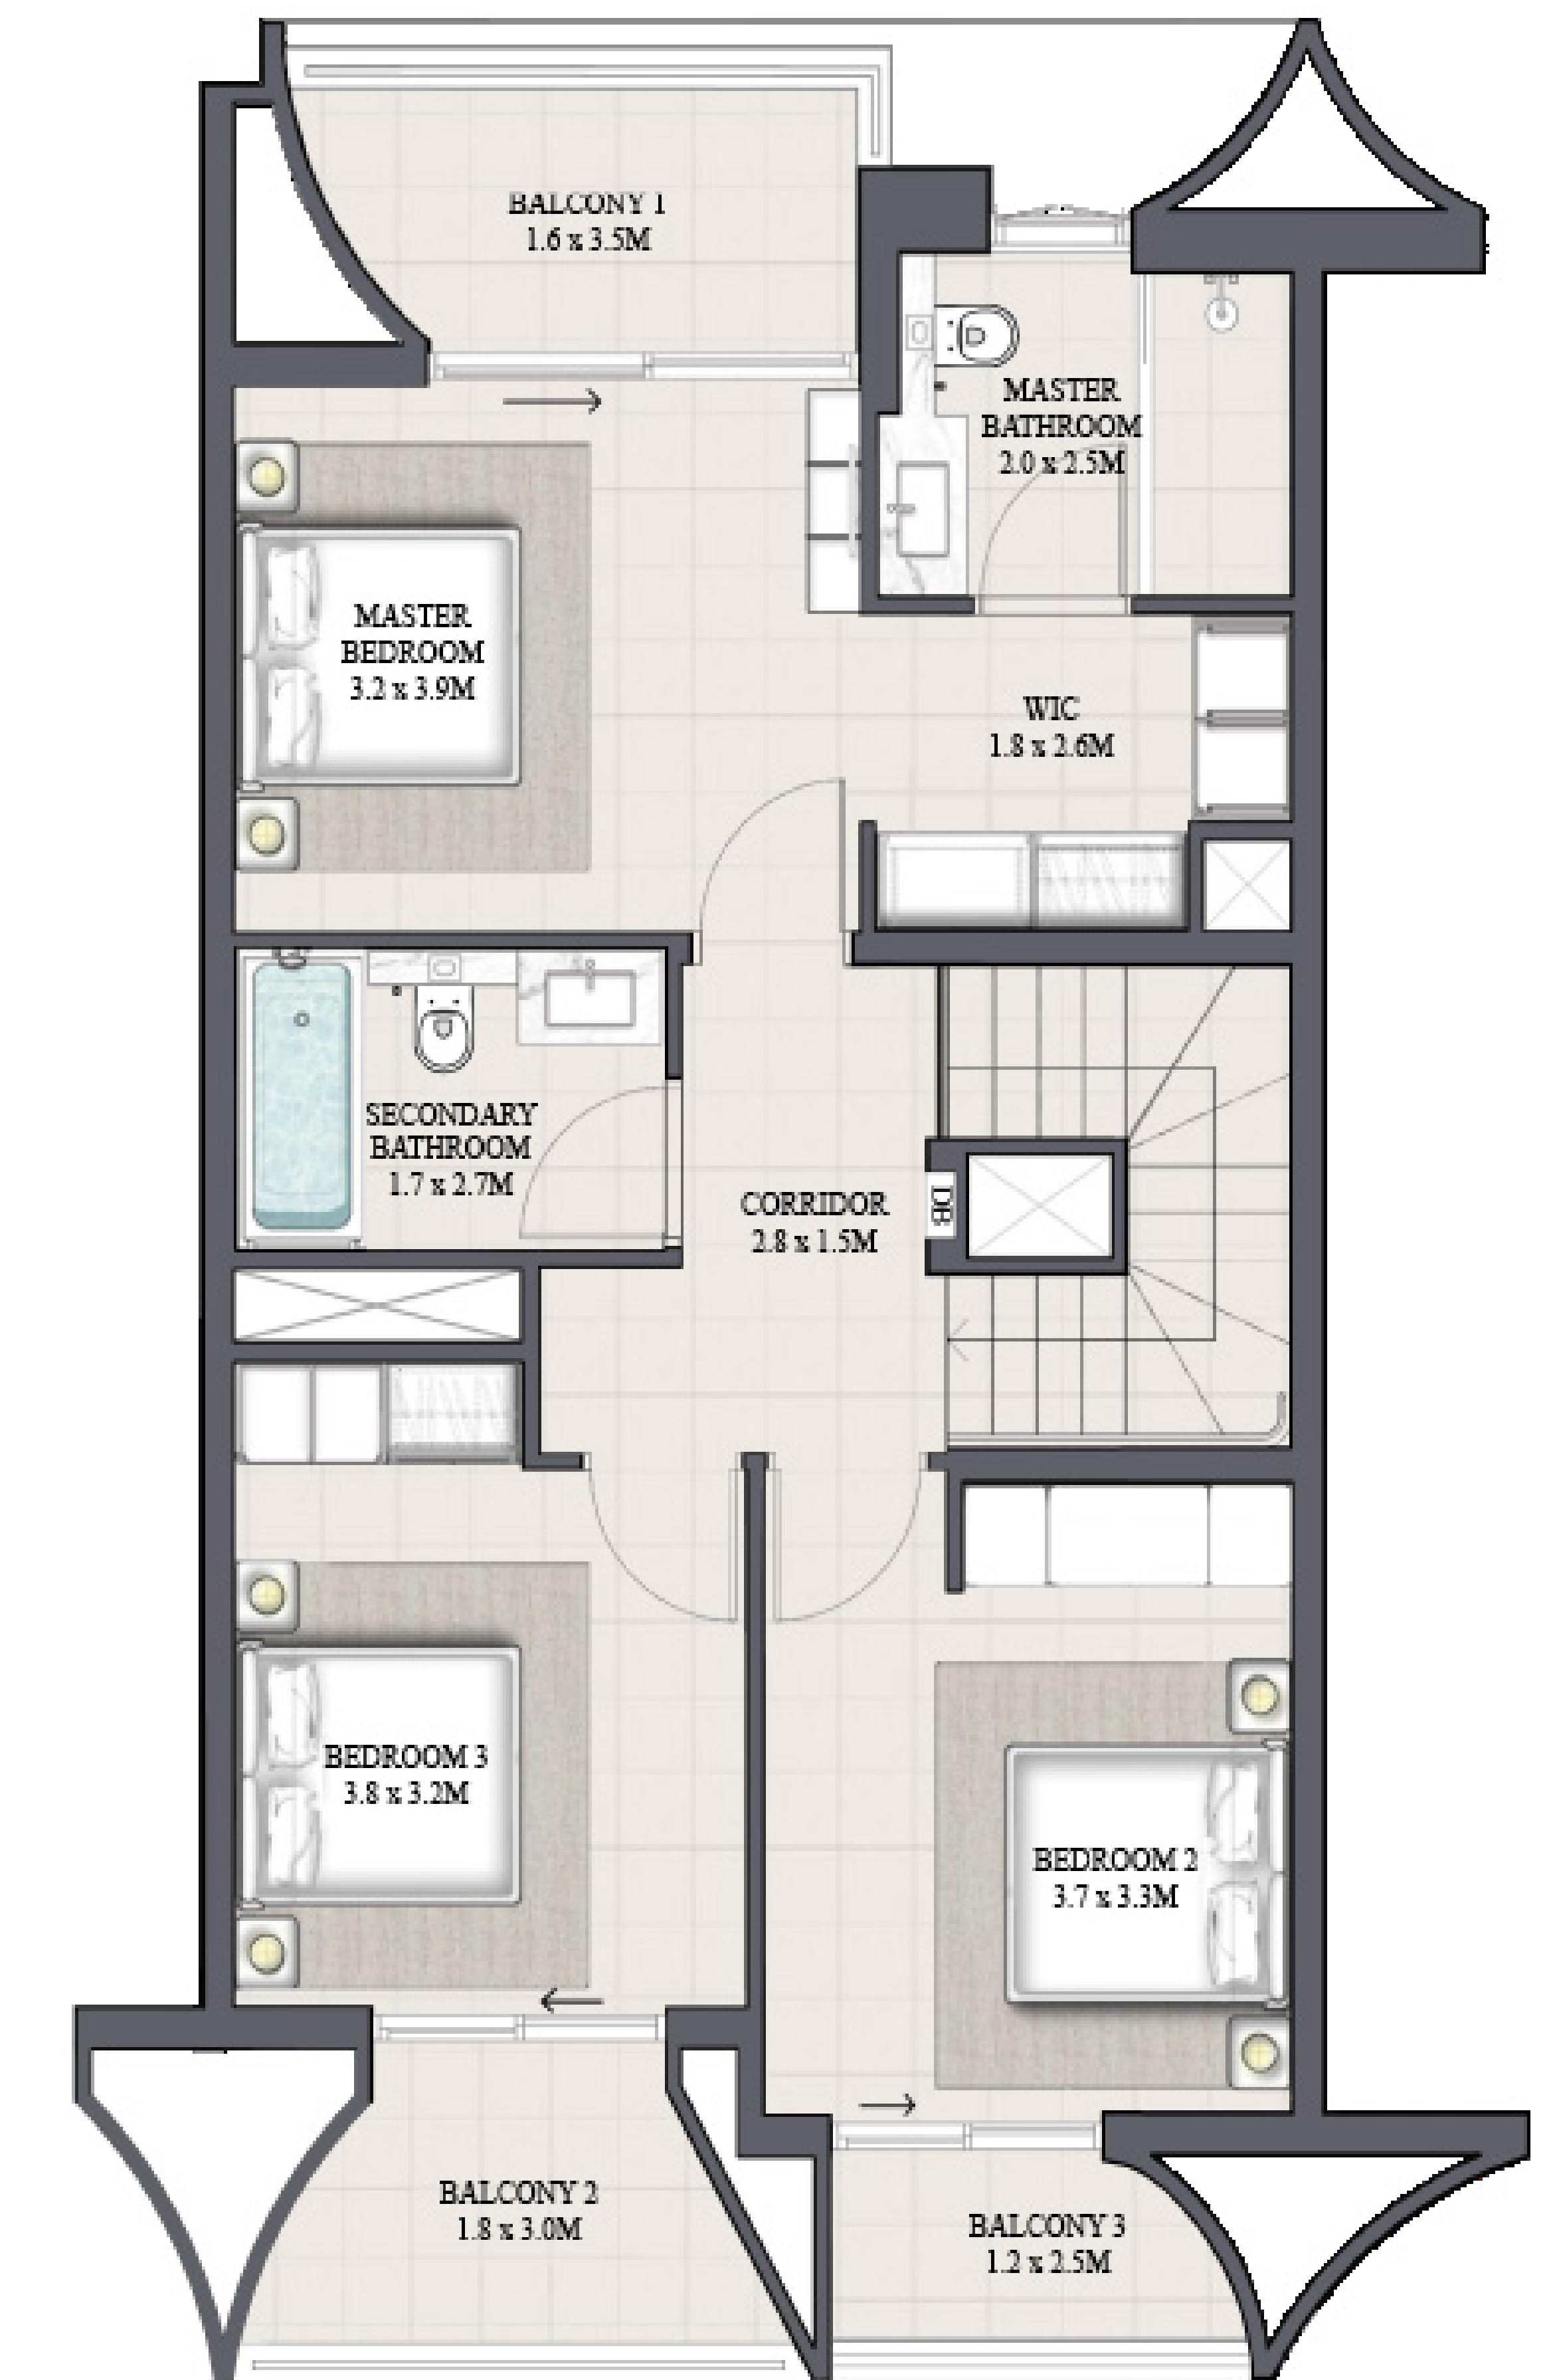 BALCONY 1
1.6 x 3.5M
MASTER
BATHROOM
2.0 x 2.5M
MASTER
BEDROOM
3.2 x 3.9M
WIC
1.8 x 2.6M
SECONDARY
BATHROOM
1.7 x 2.7M
CORRIDOR
2.8 x 1.5M
DB
BEDROOM 3
3.8 x 3.2M
BEDROOM 2
3.7 x 3.3M
BALCONY 2
1.8 x 3.0M
BALCONY 3
1.2 x 2.5M